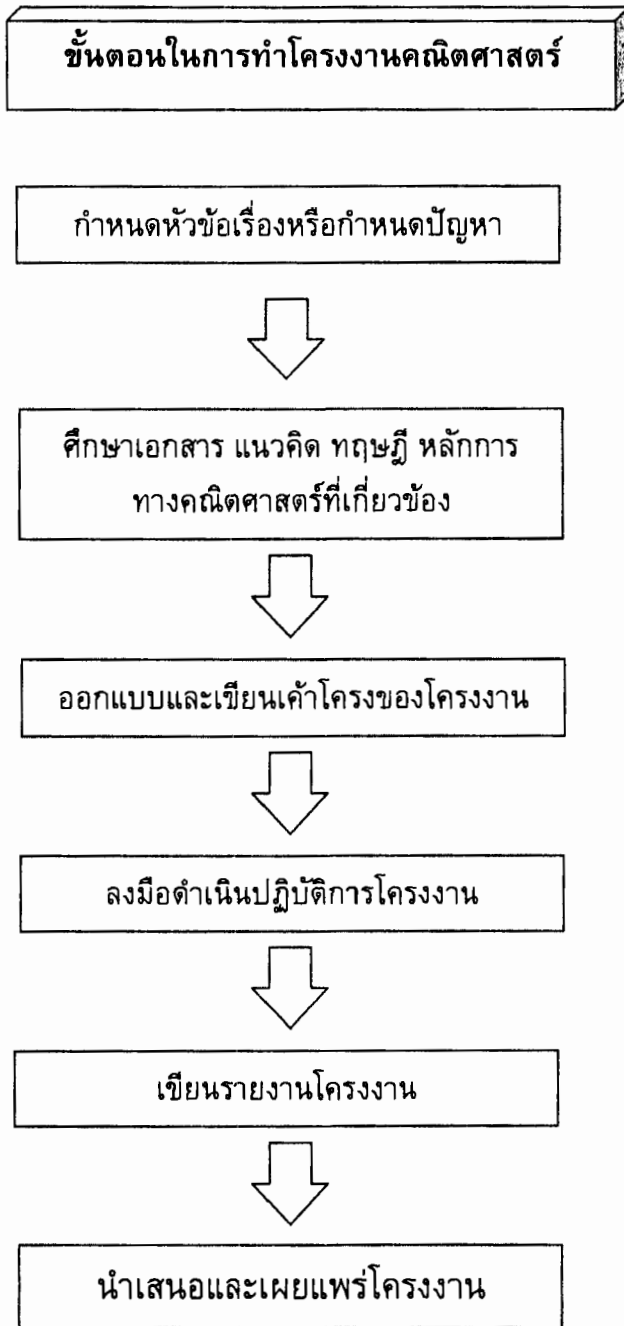 ขั้นตอนในการทำโครงงานคณิตศาสตร์
กำหนดหัวข้อเรื่องหรือกำหนดปัญหา
ศึกษาเอกสาร แนวคิด ทฤษฎี หลักการ
ทางคณิตศาสตร์ที่เกี่ยวข้อง
ออกแบบและเขียนเค้าโครงของโครงงาน
ลงมือดำเนินปฏิบัติการโครงงาน
เขียนรายงานโครงงาน
นำเสนอและเผยแพร่โครงงาน